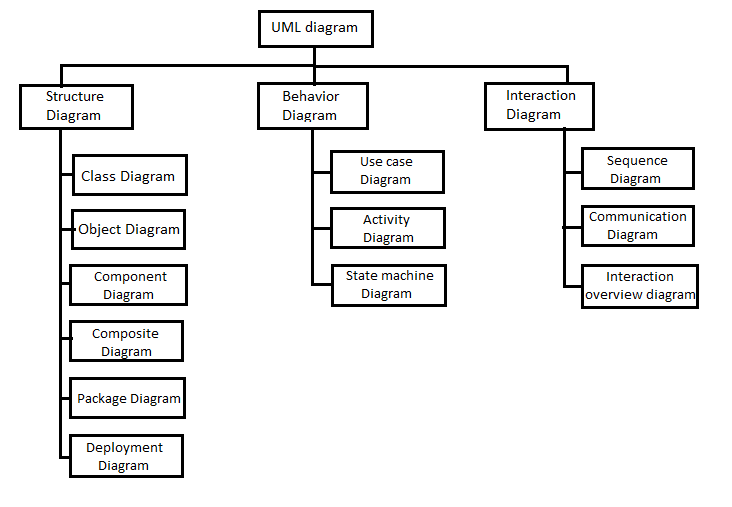 UML diagram
Structure
Diagram
Behavior
Diagram
Interaction
Diagram
Class Diagram
Object Diagram
Component
Diagram
Composite
Diagram
Package Diagram
Deployment
Diagram
Use case
Diagram
Activity
Diagram
State machine
Diagram
Sequence
Diagram
Communication
Diagram
Interaction
overview diagram